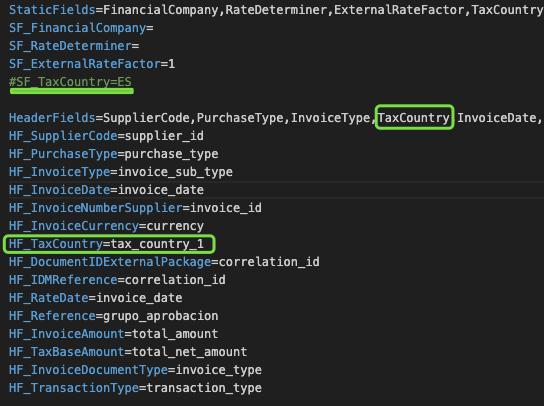 StaticFields=FinancialCompany,RateDeterminer,ExternalRateFactor,TaxCountry
SF_FinancialCompany=
SF_RateDeterminer=
SF_ExternalRateFactor=1
#SF_TaxCountry=ES
HeaderFields=SupplierCode,PurchaseType,InvoiceType,TaxCountry,InvoiceDate,
HF_SupplierCode=supplier_id
HF_PurchaseType=purchase_type
HF_InvoiceType=invoice_sub_type
HF_InvoiceDate=invoice_date
HF_InvoiceNumberSupplier=invoice_id
HF_InvoiceCurrency=currency
HF_TaxCountry=tax_country_1
HF_DocumentIDExternalPackage=correlation_id
HF_IDMReference=correlation_id
HF_RateDate=invoice_date
HF_Reference=grupo_aprobacion
HF_InvoiceAmount=total_amount
HF_TaxBaseAmount=total_net_amount
HF_InvoiceDocumentType=invoice_type
HF_TransactionType=transaction_type